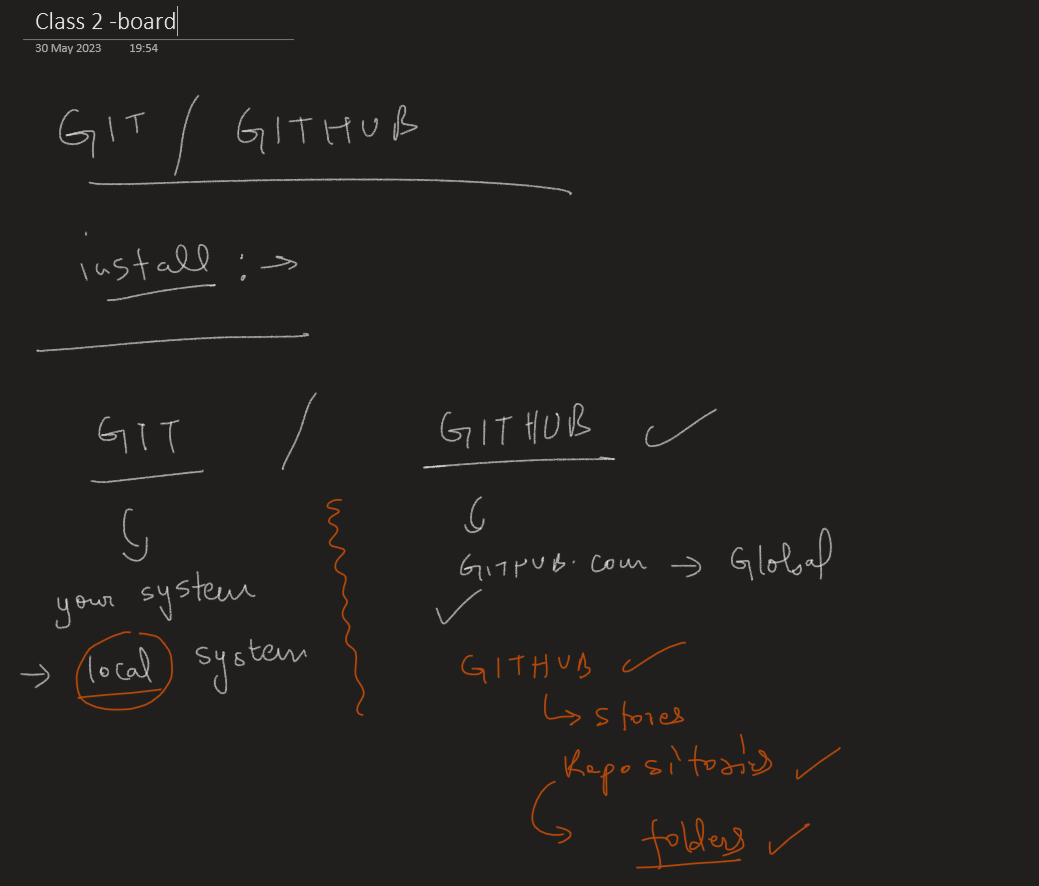 Class 2 -board
30 May 2023 19:54
GIT / GITHUB
install : →
GIT / GITHUB ✓
your system
→ local system
GITHUB. com → Global
✓
GITHUB ✓
↳ stores
Repositories ✓
folders ✓